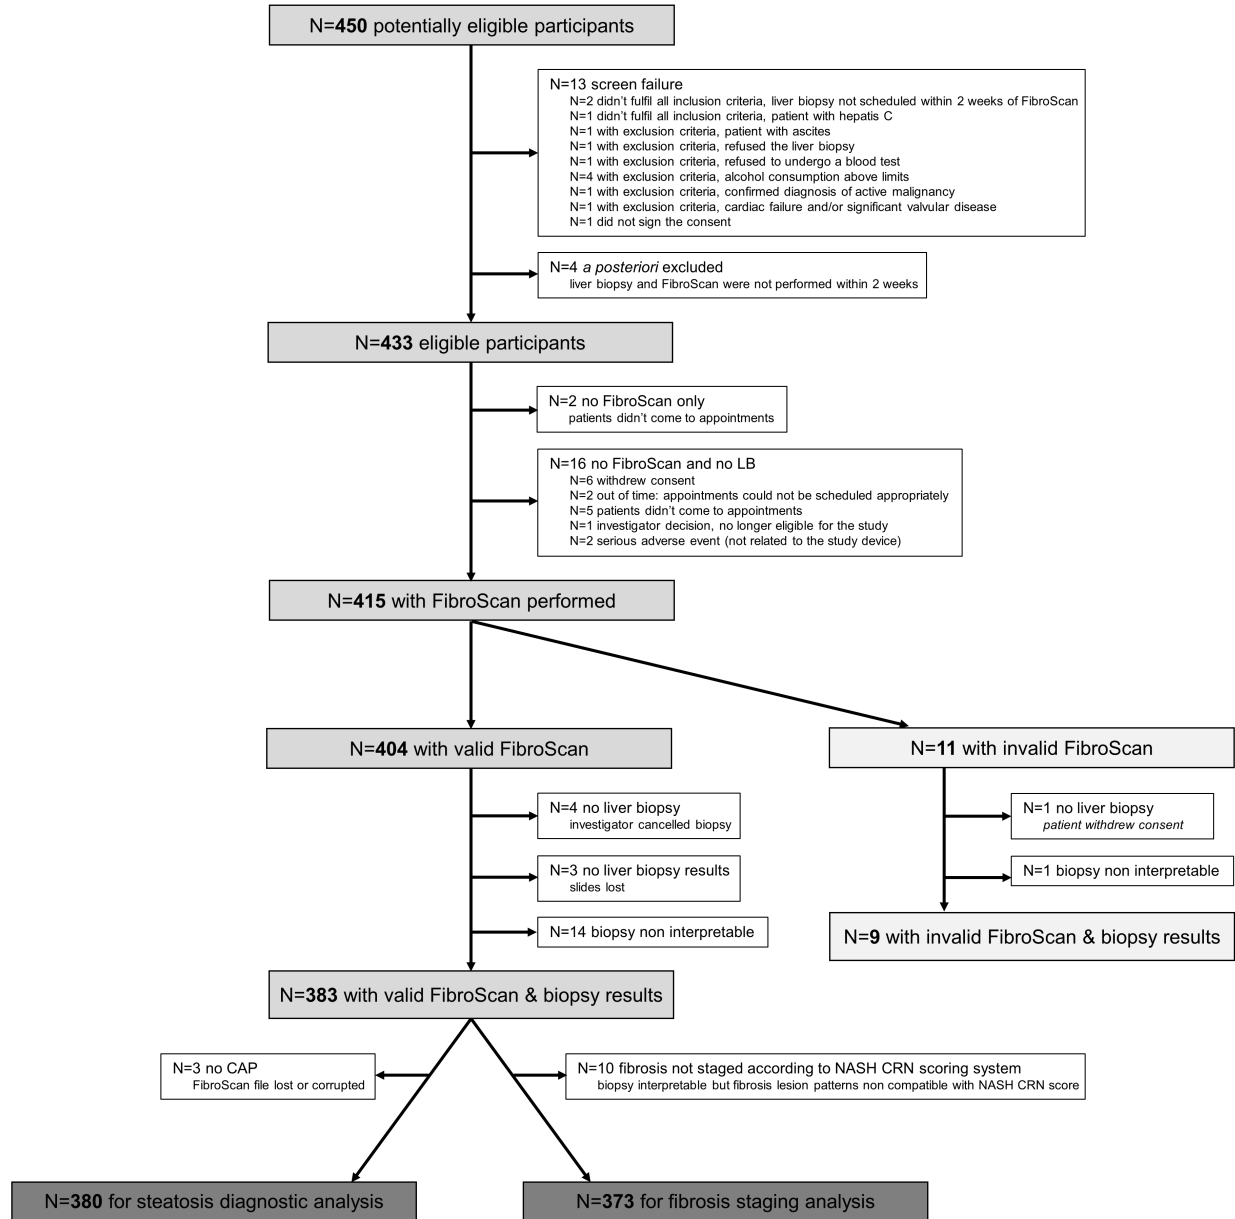 N=450 potentially eligible participants
N=13 screen failure
N=2 didn't fulfil all inclusion criteria, liver biopsy not scheduled within 2 weeks of FibroScan
N=1 didn't fulfil all inclusion criteria, patient with hepatis C
N=1 with exclusion criteria, patient with ascites
N=1 with exclusion criteria, refused the liver biopsy
N=1 with exclusion criteria, refused to undergo a blood test
N=4 with exclusion criteria, alcohol consumption above limits
N=1 with exclusion criteria, confirmed diagnosis of active malignancy
N=1 with exclusion criteria, cardiac failure and/or significant valvular disease
N=1 did not sign the consent
N=4 a posteriori excluded
liver biopsy and FibroScan were not performed within 2 weeks
N=433 eligible participants
N=2 no FibroScan only
patients didn't come to appointments
N=16 no FibroScan and no LB
N=6 withdrew consent
N=2 out of time: appointments could not be scheduled appropriately
N=5 patients didn't come to appointments
N=1 investigator decision, no longer eligible for the study
N=2 serious adverse event (not related to the study device)
N=415 with FibroScan performed
N=404 with valid FibroScan
N=11 with invalid FibroScan
N=4 no liver biopsy
investigator cancelled biopsy
N=1 no liver biopsy
patient withdrew consent
N=3 no liver biopsy results
slides lost
N=1 biopsy non interpretable
N=14 biopsy non interpretable
N=9 with invalid FibroScan & biopsy results
N=383 with valid FibroScan & biopsy results
N=3 no CAP
FibroScan file lost or corrupted
N=10 fibrosis not staged according to NASH CRN scoring system
biopsy interpretable but fibrosis lesion patterns non compatible with NASH CRN score
N=380 for steatosis diagnostic analysis
N=373 for fibrosis staging analysis